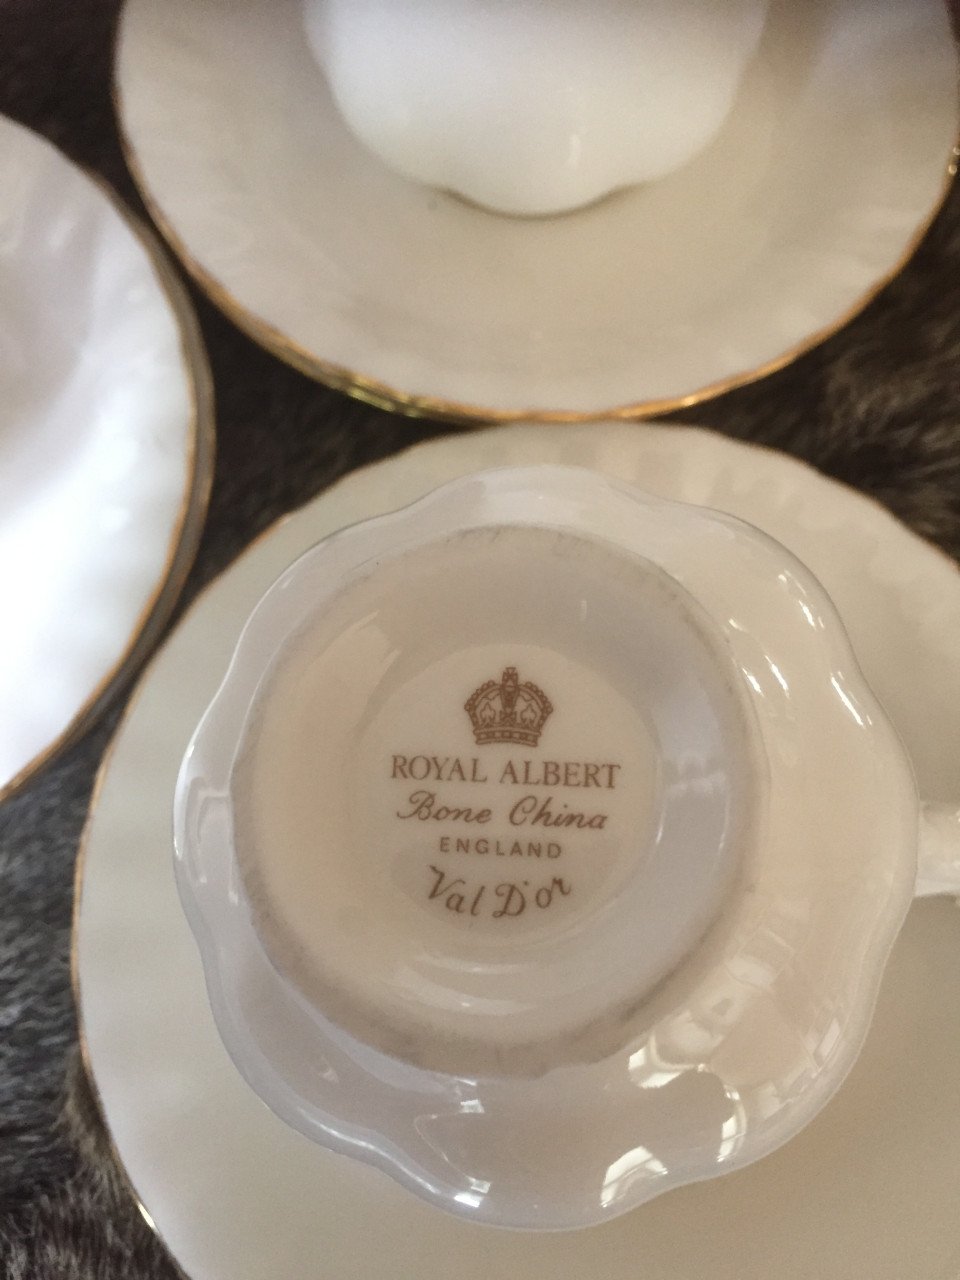 ROYAL ALBERT
Bone China
ENGLAND
Val D'or